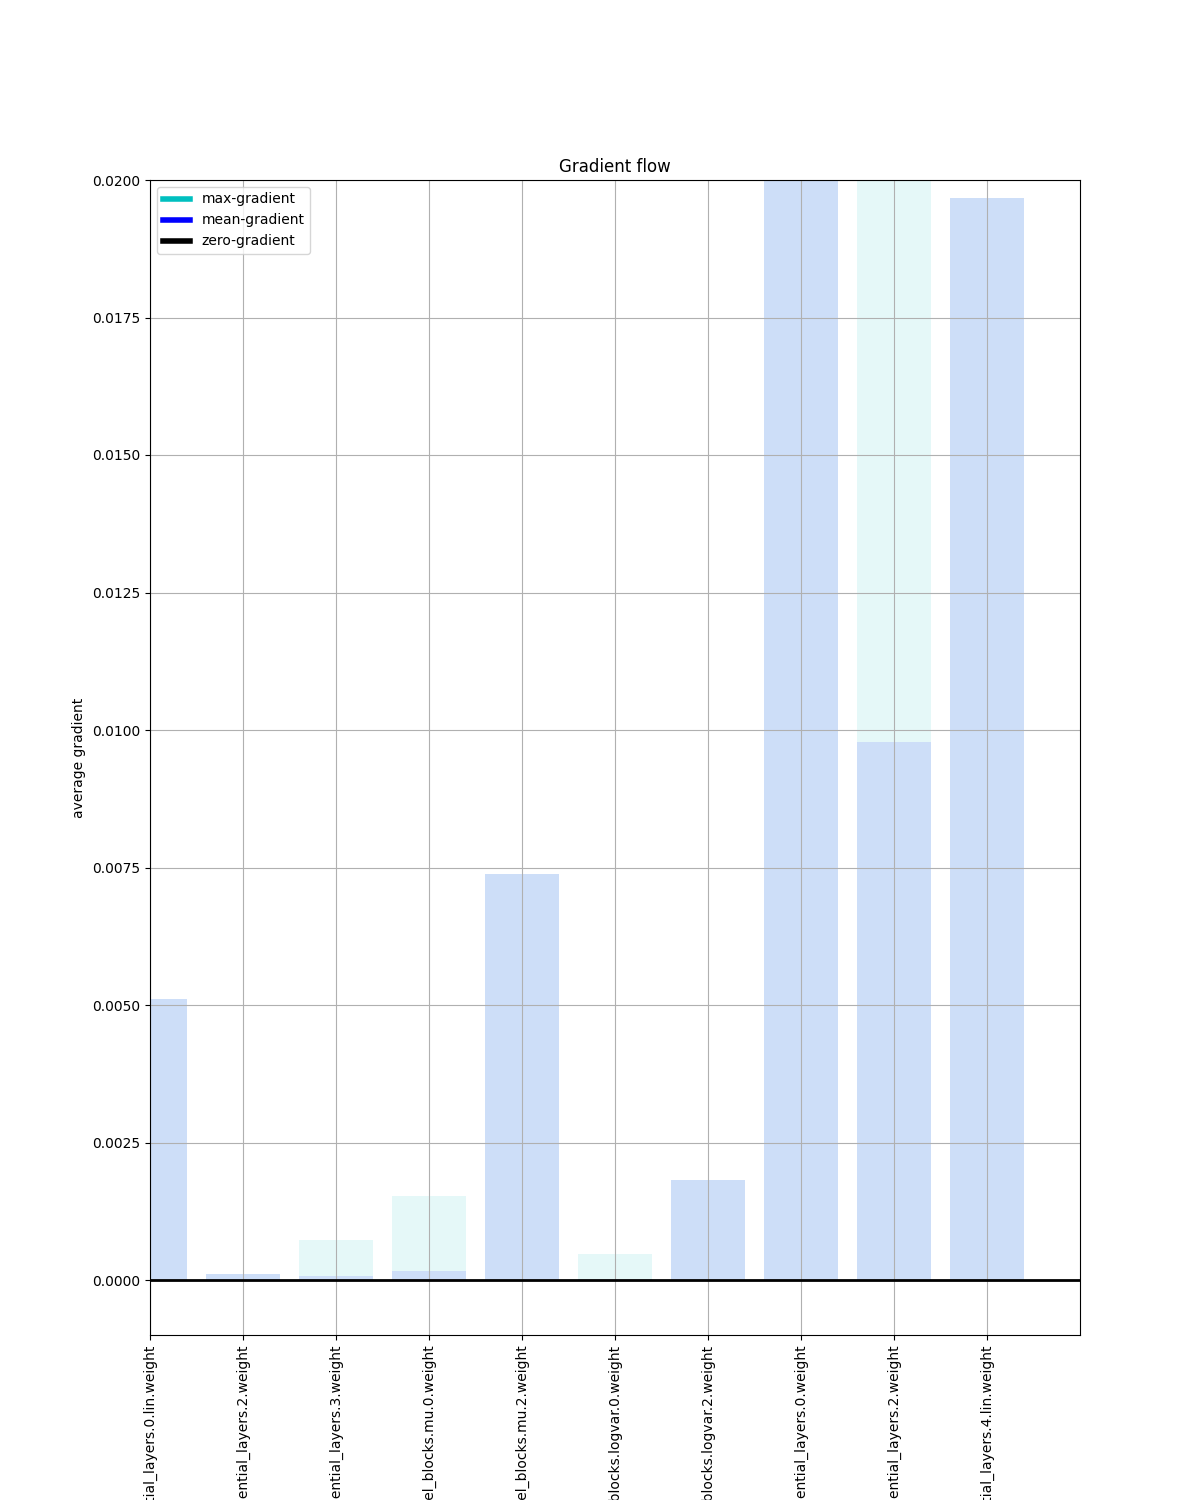 Gradient flow
max-gradient
mean-gradient
zero-gradient
0.0200
0.0175
0.0150
0.0125
0.0100
0.0075
0.0050
0.0025
0.0000
average gradient
tial_layers.0.lin.weight
ential_layers.2.weight
ential_layers.3.weight
el_blocks.mu.0.weight
el_blocks.mu.2.weight
blocks.logvar.0.weight
blocks.logvar.2.weight
ential_layers.0.weight
ential_layers.2.weight
tial_layers.4.lin.weight